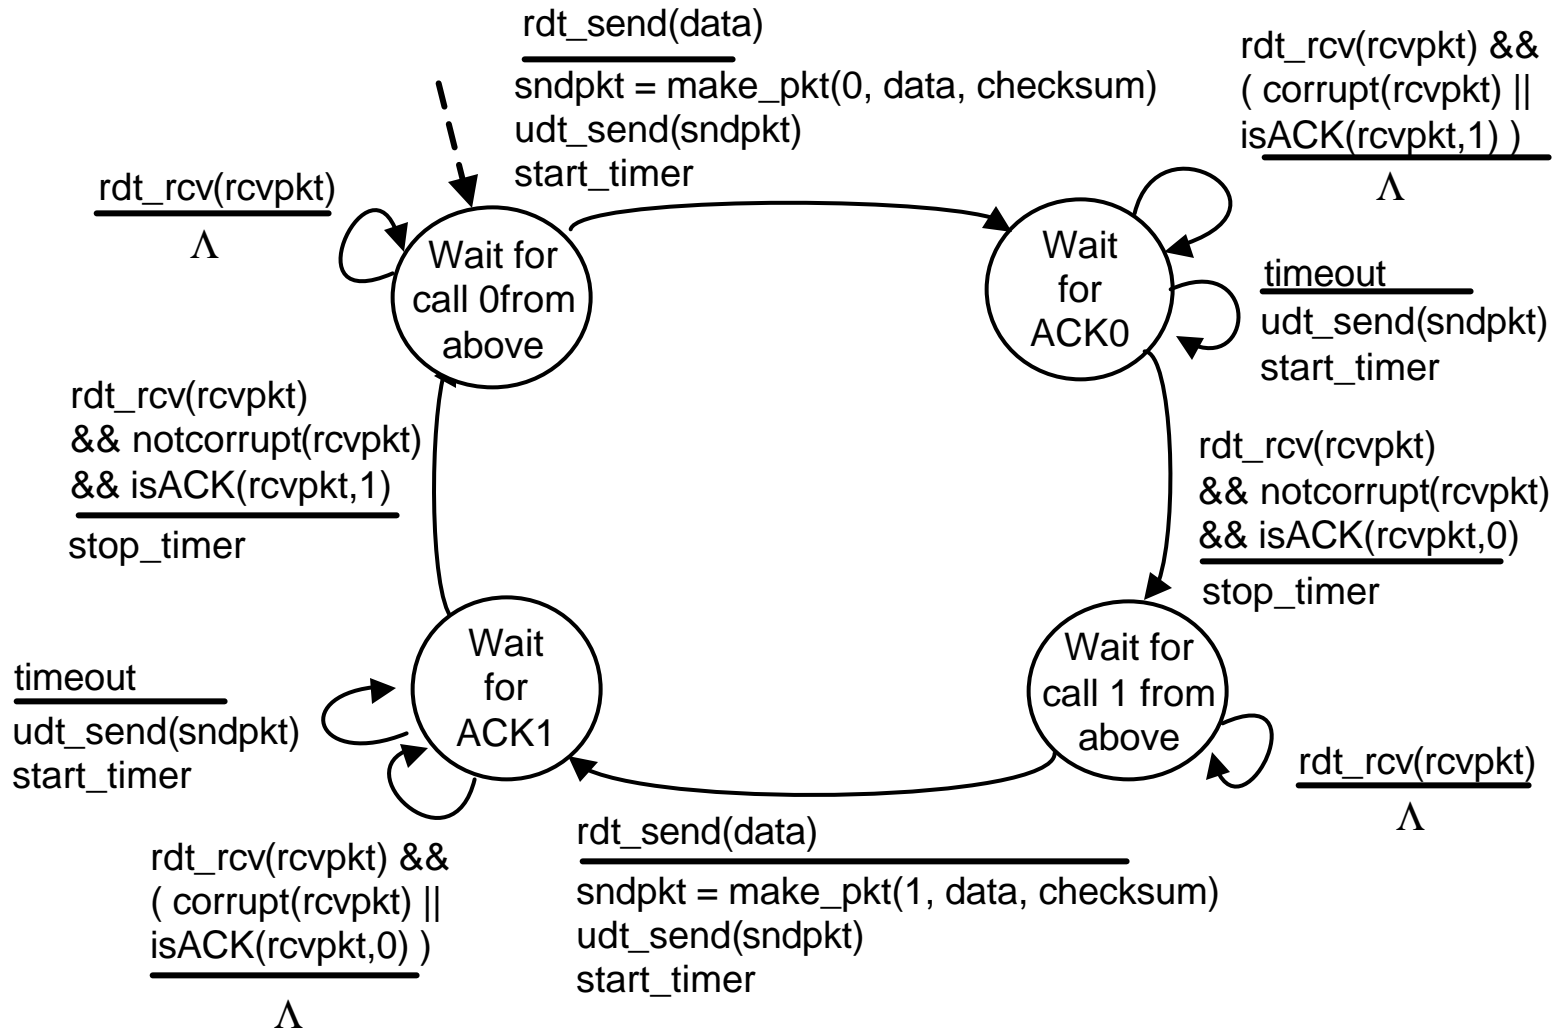 rdt_send(data)
sndpkt = make_pkt(0, data, checksum)
udt_send(sndpkt)
start_timer
rdt_rcv(rcvpkt) &&
( corrupt(rcvpkt) ||
isACK(rcvpkt,1) )
Λ
rdt_rcv(rcvpkt)
Λ
Wait for
call 0from
above
Wait
for
ACK0
timeout
udt_send(sndpkt)
start_timer
rdt_rcv(rcvpkt)
&& notcorrupt(rcvpkt)
&& isACK(rcvpkt,1)
stop_timer
rdt_rcv(rcvpkt)
&& notcorrupt(rcvpkt)
&& isACK(rcvpkt,0)
stop_timer
Wait
for
ACK1
Wait for
call 1 from
above
timeout
udt_send(sndpkt)
start_timer
rdt_rcv(rcvpkt)
Λ
rdt_rcv(rcvpkt) &&
( corrupt(rcvpkt) ||
isACK(rcvpkt,0) )
Λ
rdt_send(data)
sndpkt = make_pkt(1, data, checksum)
udt_send(sndpkt)
start_timer